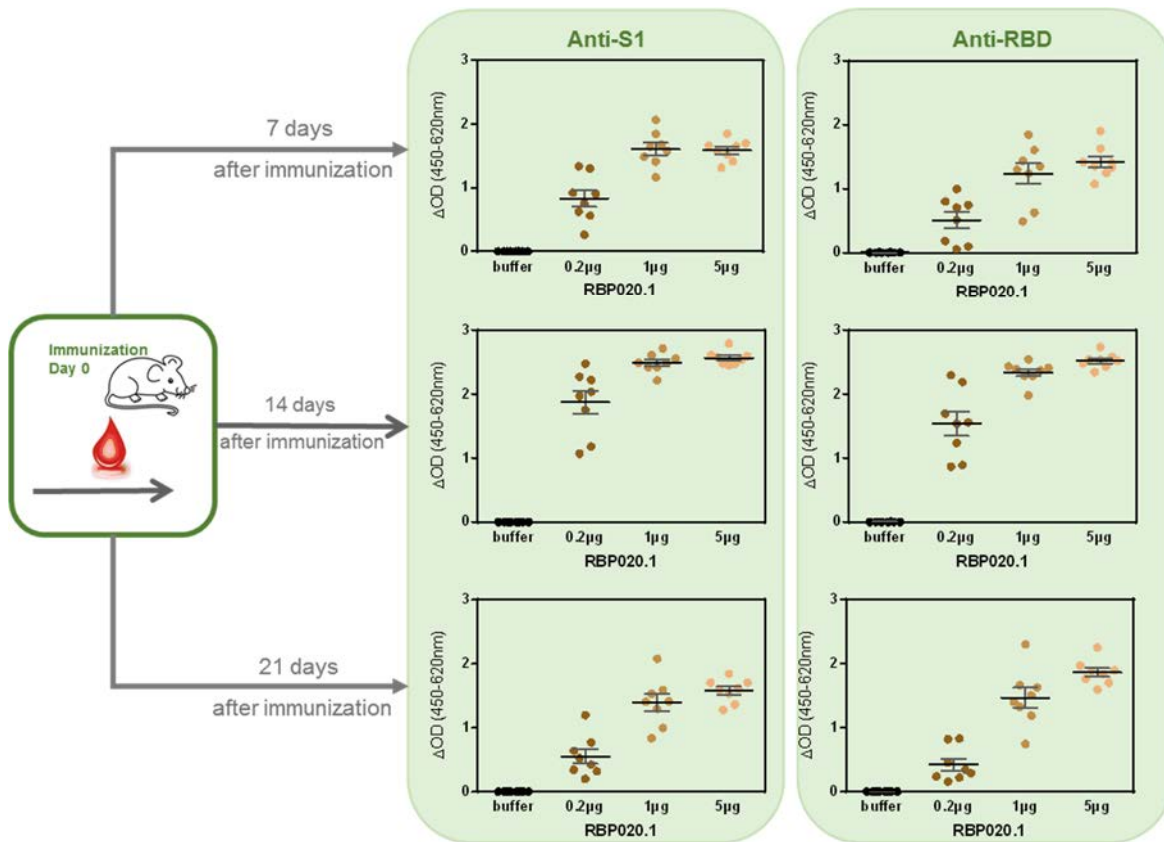 Anti-S1
Anti-RBD
7 days
after immunization
Immunization
Day 0
14 days
after immunization
21 days
after immunization
ΔOD (450-620nm)
3
2
1
0
buffer
0.2µg
1µg
5µg
RBP020.1
ΔOD (450-620nm)
3
2
1
0
buffer
0.2µg
1µg
5µg
RBP020.1
ΔOD (450-620nm)
3
2
1
0
buffer
0.2µg
1µg
5µg
RBP020.1
ΔOD (450-620nm)
3
2
1
0
buffer
0.2µg
1µg
5µg
RBP020.1
ΔOD (450-620nm)
3
2
1
0
buffer
0.2µg
1µg
5µg
RBP020.1
ΔOD (450-620nm)
3
2
1
0
buffer
0.2µg
1µg
5µg
RBP020.1